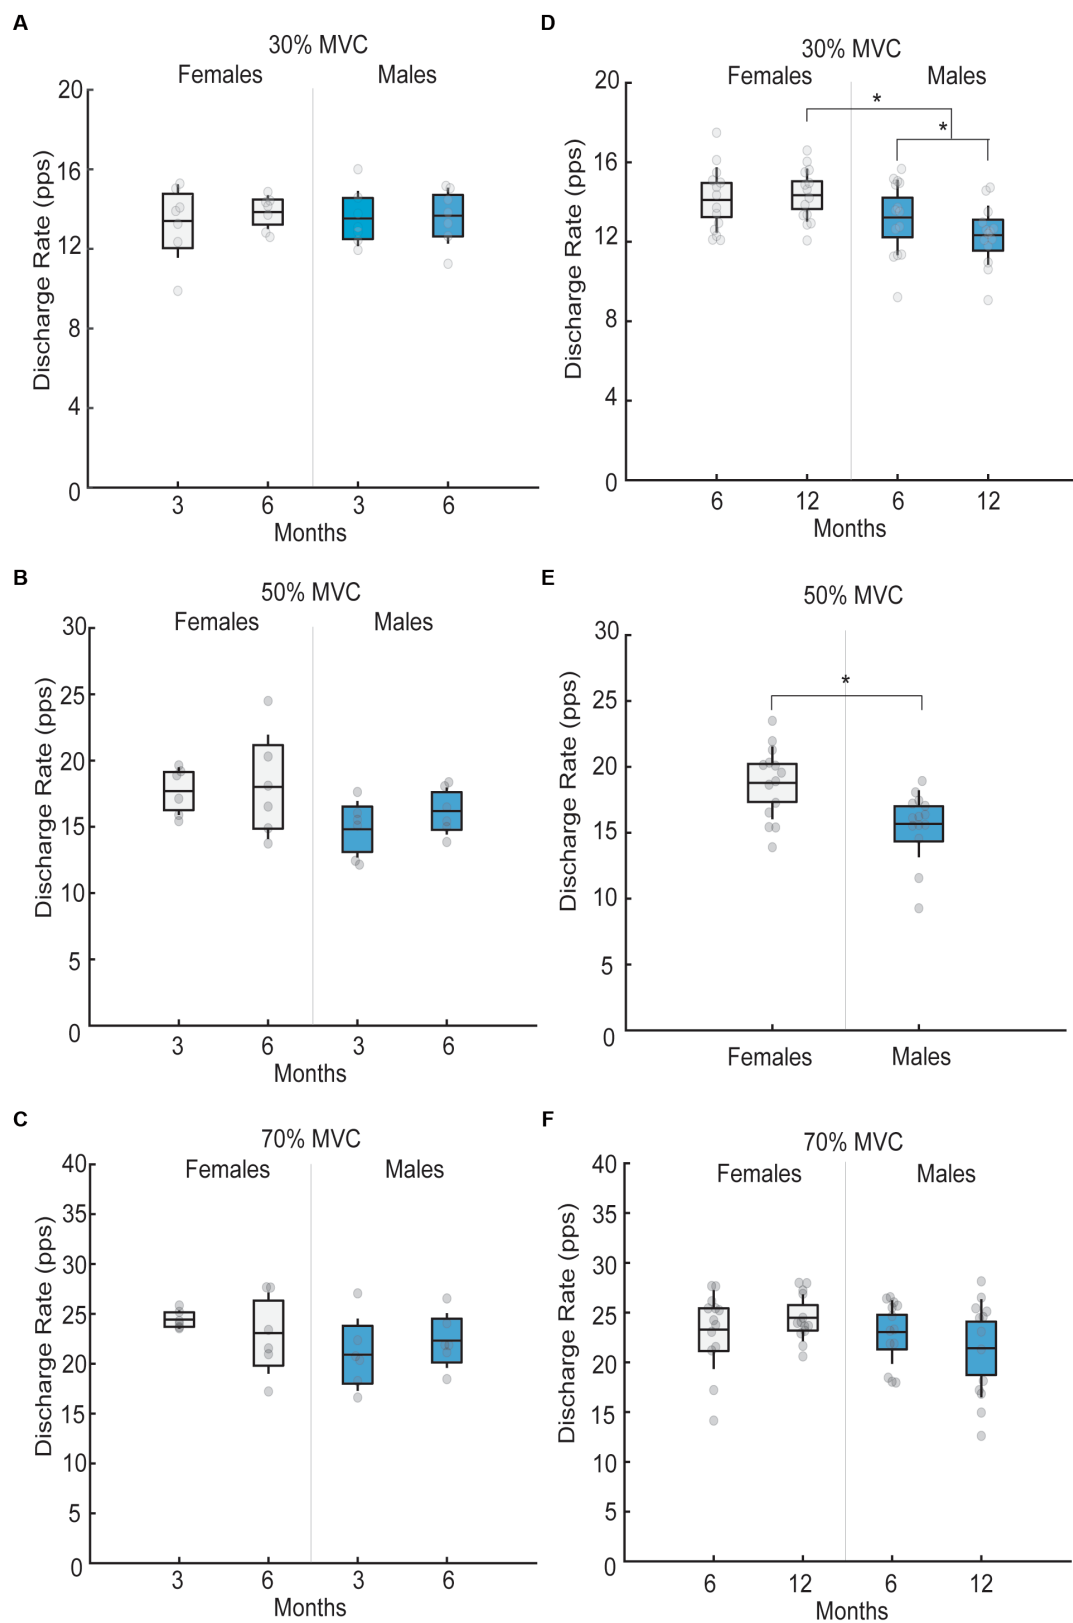 A
30% MVC
Females Males
Discharge Rate (pps)
20
16
12
8
4
0
3 6 3 6
Months
D
30% MVC
Females Males
Discharge Rate (pps)
20
16
12
8
4
0
* *
6 12 6 12
Months
B
50% MVC
Females Males
Discharge Rate (pps)
30
25
20
15
10
5
0
3 6 3 6
Months
E
50% MVC
Discharge Rate (pps)
30
25
20
15
10
5
0
*
Females Males
C
70% MVC
Females Males
Discharge Rate (pps)
40
35
30
25
20
15
10
5
0
3 6 3 6
Months
F
70% MVC
Females Males
Discharge Rate (pps)
40
35
30
25
20
15
10
5
0
6 12 6 12
Months